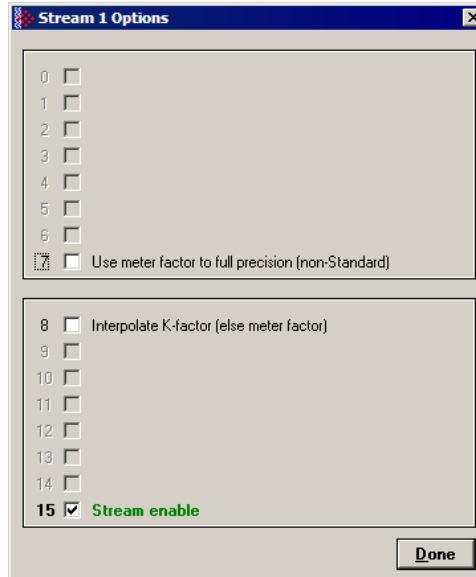 Stream 1 Options
0
1
2
3
4
5
6
7 Use meter factor to full precision (non-Standard)
8 Interpolate K-factor (else meter factor)
9
10
11
12
13
14
15 Stream enable
Done